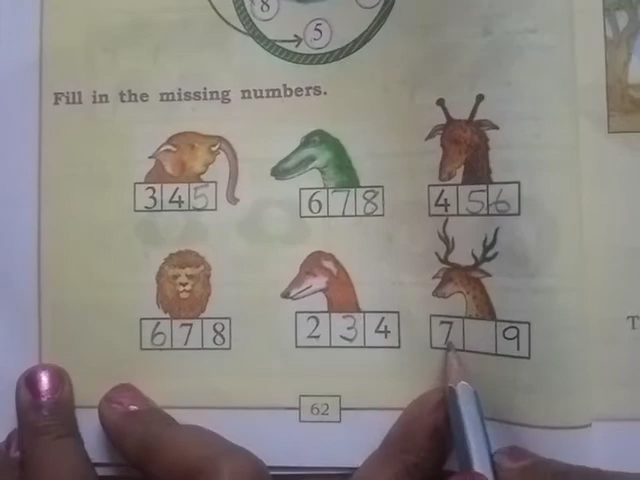 8
5
Fill in the missing numbers.
3 4 5
6 7 8
4 5 6
6 7 8
2 3 4
7 9
62
T